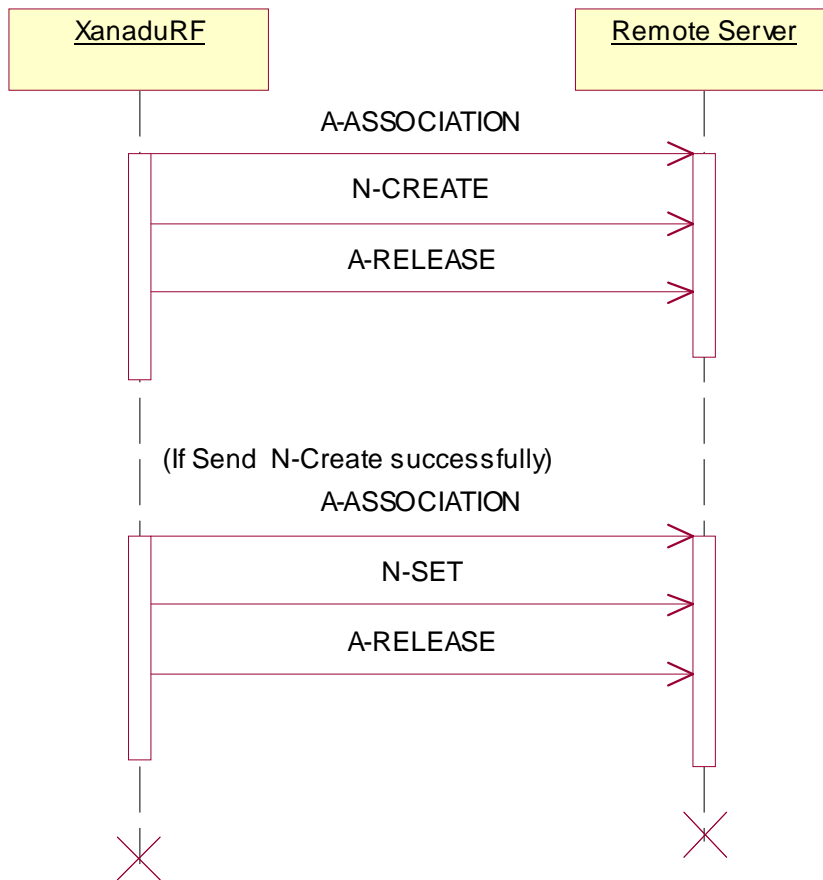 XanaduRF
Remote Server
A-ASSOCIATION
N-CREATE
A-RELEASE
(If Send N-Create successfully)
A-ASSOCIATION
N-SET
A-RELEASE